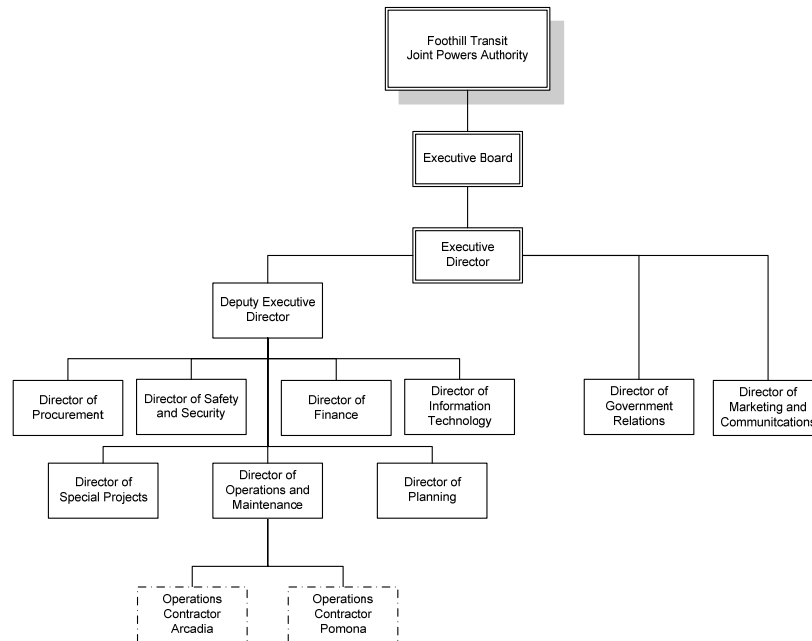 Foothill Transit
Joint Powers Authority
Executive Board
Executive
Director
Deputy Executive
Director
Director of
Procurement
Director of Safety
and Security
Director of
Finance
Director of
Information
Technology
Director of
Government
Relations
Director of
Marketing and
Communitcations
Director of
Special Projects
Director of
Operations and
Maintenance
Director of
Planning
Operations
Contractor
Arcadia
Operations
Contractor
Pomona